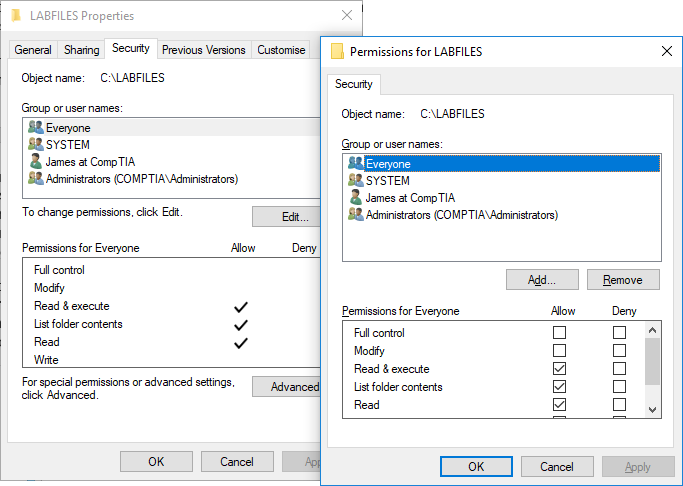 LABFILES Properties
General Sharing Security Previous Versions Customise
Object name: C:\LABFILES
Group or user names:
Everyone
SYSTEM
James at CompTIA
Administrators (COMPTIA\Administrators)
To change permissions, click Edit.
Edit...
Permissions for Everyone Allow Deny
Full control
Modify
Read & execute
List folder contents
Read
Write
For special permissions or advanced settings,
click Advanced.
Advanced
OK Cancel Ap
Permissions for LABFILES
Security
Object name: C:\LABFILES
Group or user names:
Everyone
SYSTEM
James at CompTIA
Administrators (COMPTIA\Administrators)
Add... Remove
Permissions for Everyone Allow Deny
Full control
Modify
Read & execute
List folder contents
Read
OK Cancel Apply